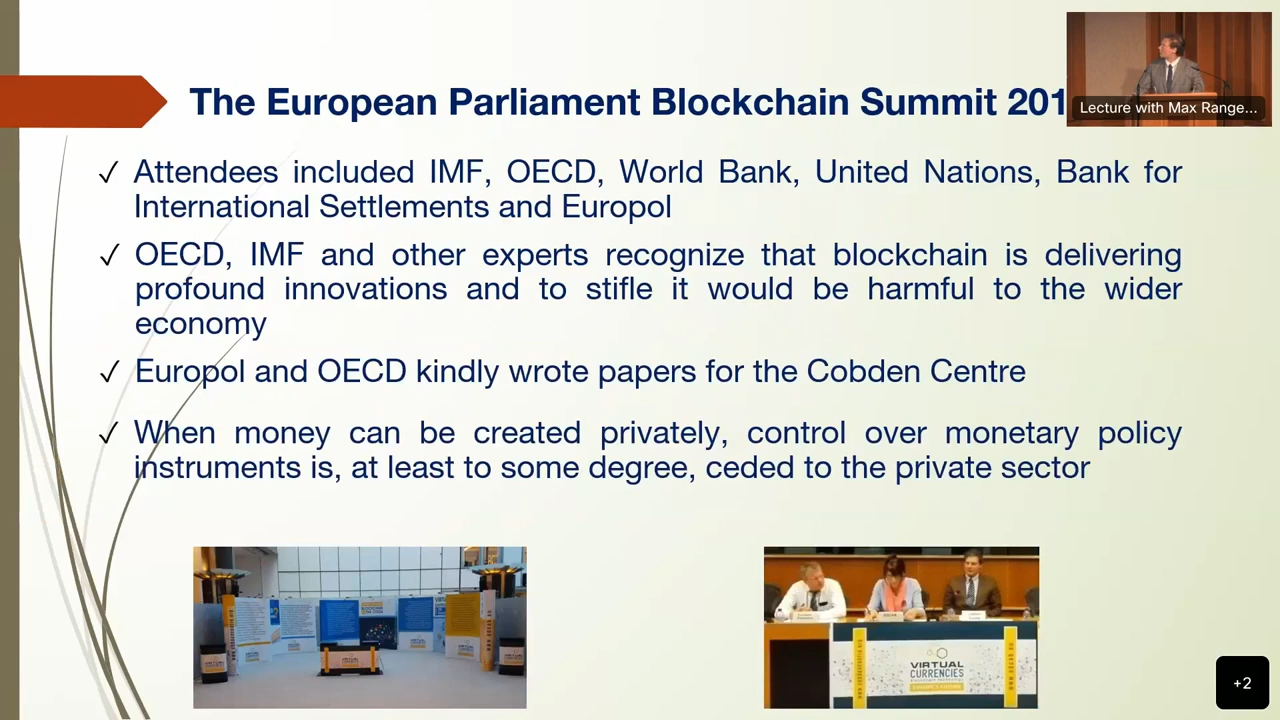 The European Parliament Blockchain Summit 201
Lecture with Max Range...
✓ Attendees included IMF, OECD, World Bank, United Nations, Bank for
International Settlements and Europol
✓ OECD, IMF and other experts recognize that blockchain is delivering
profound innovations and to stifle it would be harmful to the wider
economy
✓ Europol and OECD kindly wrote papers for the Cobden Centre
✓ When money can be created privately, control over monetary policy
instruments is, at least to some degree, ceded to the private sector
VIRTUAL
CURRENCIES
+2